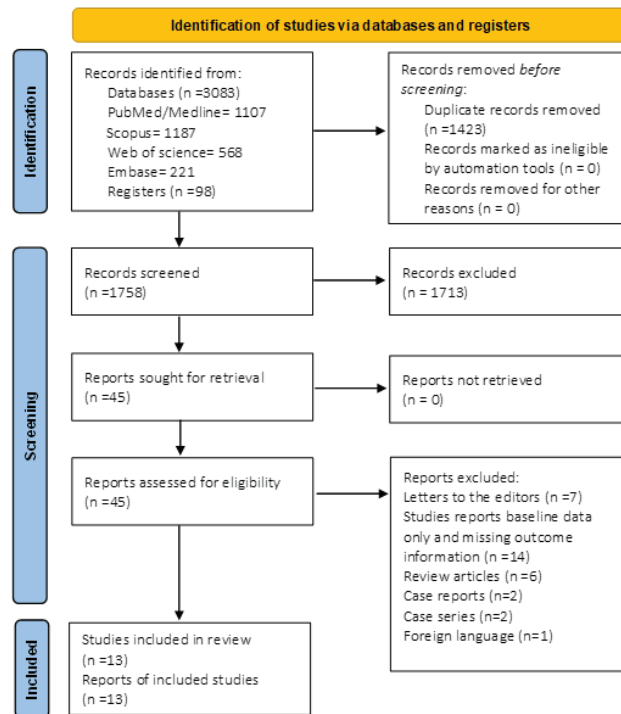 Identification of studies via databases and registers
Identification
Records identified from:
Databases (n =3083)
PubMed/Medline= 1107
Scopus= 1187
Web of science= 568
Embase= 221
Registers (n =98)
Records removed before
screening:
Duplicate records removed
(n =1423)
Records marked as ineligible
by automation tools (n = 0)
Records removed for other
reasons (n = 0)
Screening
Records screened
(n =1758)
Records excluded
(n = 1713)
Reports sought for retrieval
(n =45)
Reports not retrieved
(n = 0)
Reports assessed for eligibility
(n =45)
Reports excluded:
Letters to the editors (n =7)
Studies reports baseline data
only and missing outcome
information (n =14)
Review articles (n =6)
Case reports (n=2)
Case series (n=2)
Foreign language (n=1)
Included
Studies included in review
(n =13)
Reports of included studies
(n =13)